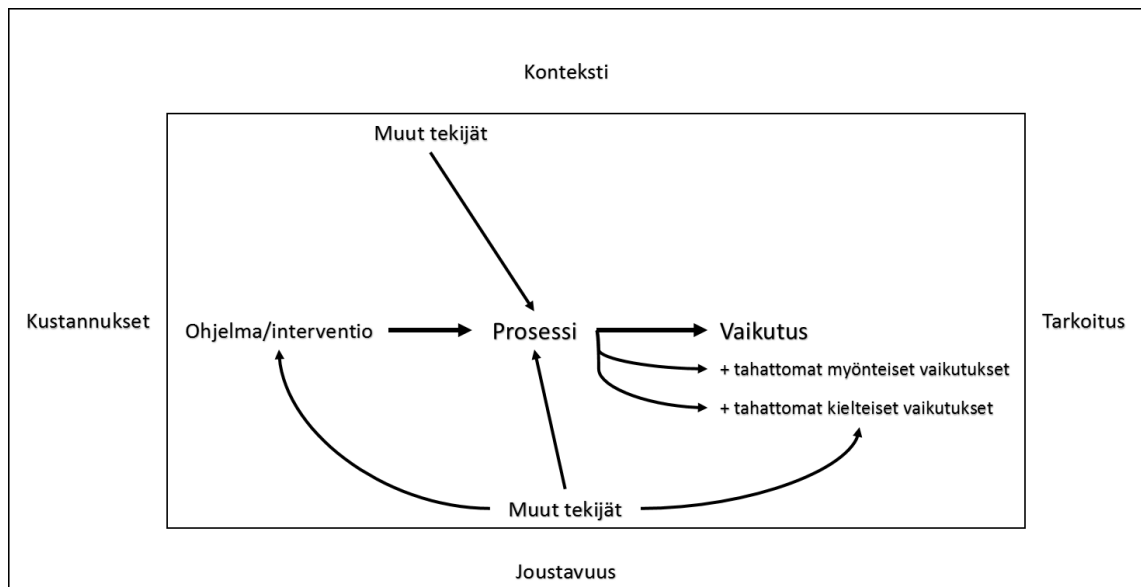 Konteksti
Muut tekijät
Kustannukset
Ohjelma/interventio
Prosessi
Vaikutus
Tarkoitus
+ tahattomat myönteiset vaikutukset
+ tahattomat kielteiset vaikutukset
Muut tekijät
Joustavuus